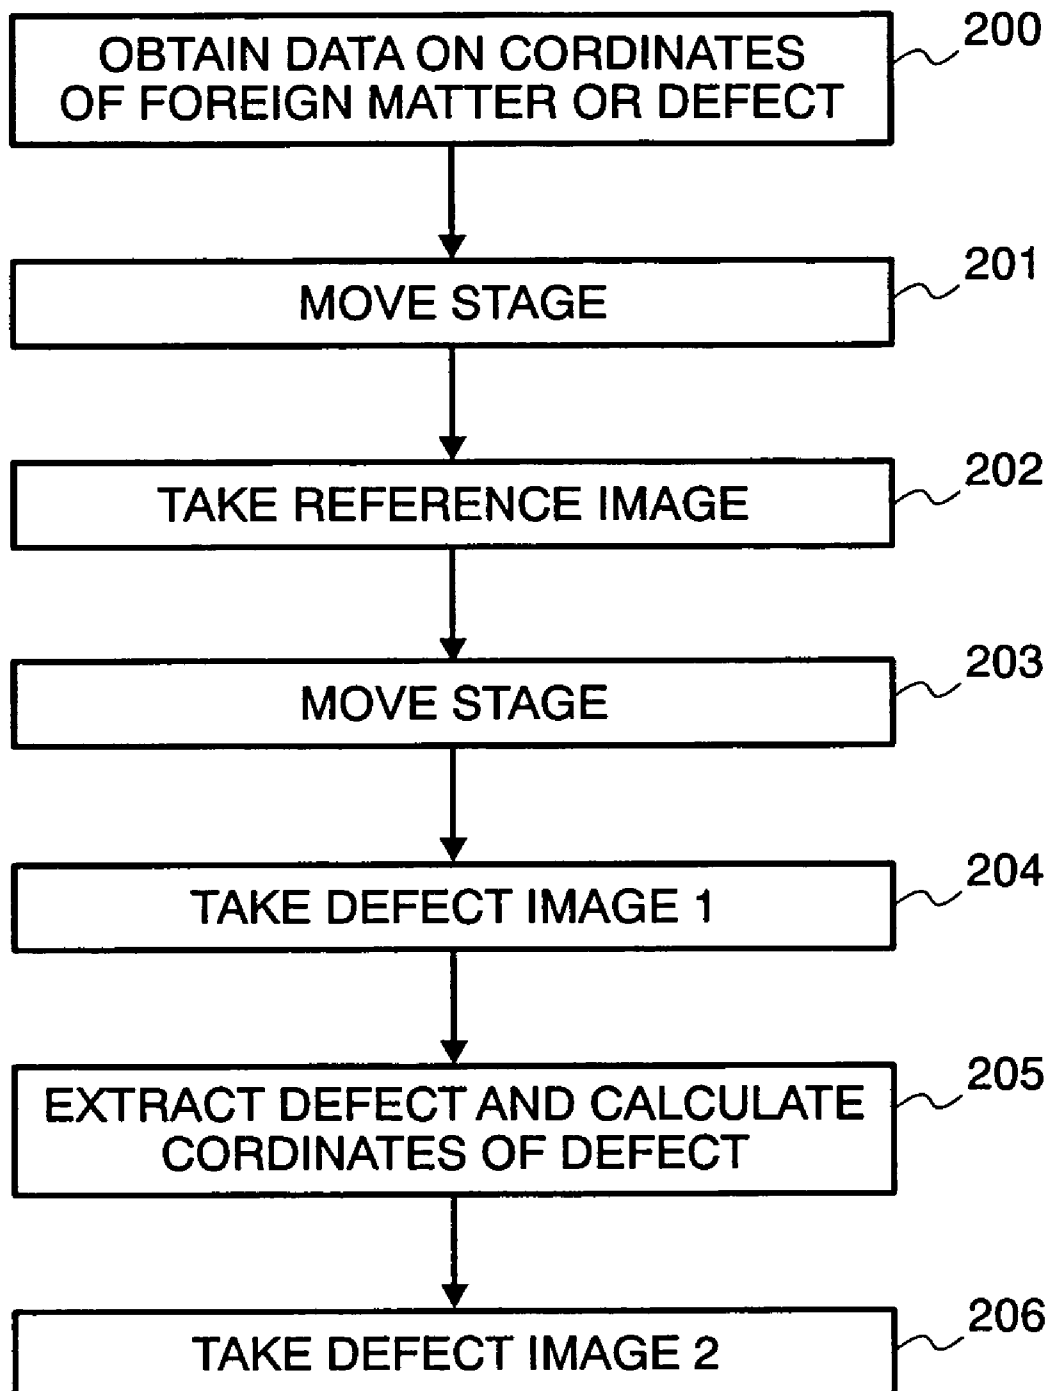 200
OBTAIN DATA ON CORDINATES
OF FOREIGN MATTER OR DEFECT
201
MOVE STAGE
202
TAKE REFERENCE IMAGE
203
MOVE STAGE
204
TAKE DEFECT IMAGE 1
205
EXTRACT DEFECT AND CALCULATE
CORDINATES OF DEFECT
206
TAKE DEFECT IMAGE 2